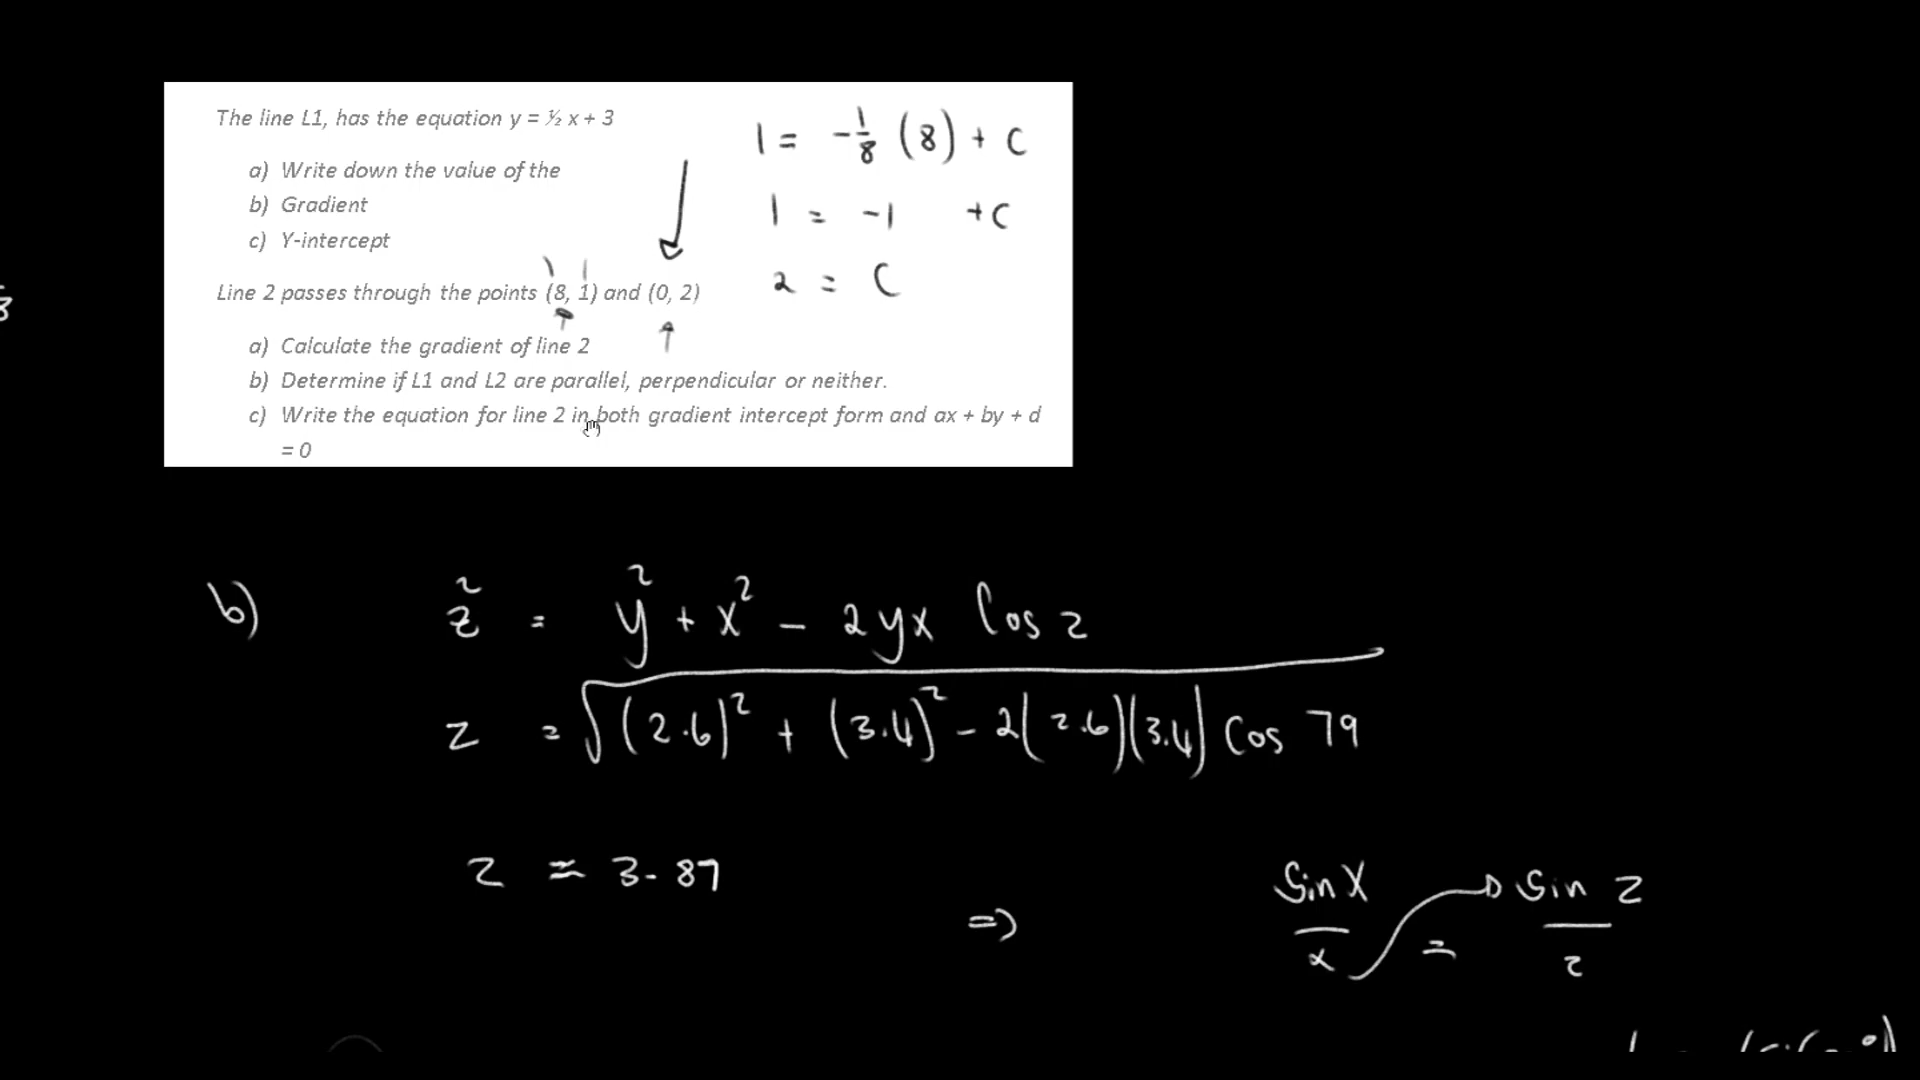 The line L1, has the equation y = ½ x + 3
a) Write down the value of the
b) Gradient
c) Y-intercept
Line 2 passes through the points (8, 1) and (0, 2)
a) Calculate the gradient of line 2
b) Determine if L1 and L2 are parallel, perpendicular or neither.
c) Write the equation for line 2 in both gradient intercept form and ax + by + d
= 0
1 = -1/8 (8) + C
1 = -1 + C
2 = C
b) z² = y² + x² - 2yx Cos z
z = √(2.6)² + (3.4)² - 2(2.6)(3.4) Cos 79
z ≈ 3.87
=> Sin X / x = Sin Z / z